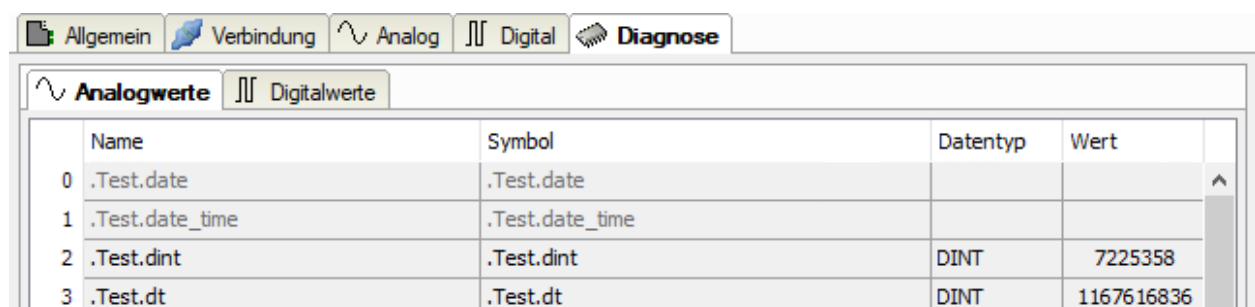 Allgemein Verbindung Analog Digital Diagnose
Analogwerte Digitalwerte
Name Symbol Datentyp Wert
0 .Test.date .Test.date
1 .Test.date_time .Test.date_time
2 .Test.dint .Test.dint DINT 7225358
3 .Test.dt .Test.dt DINT 1167616836